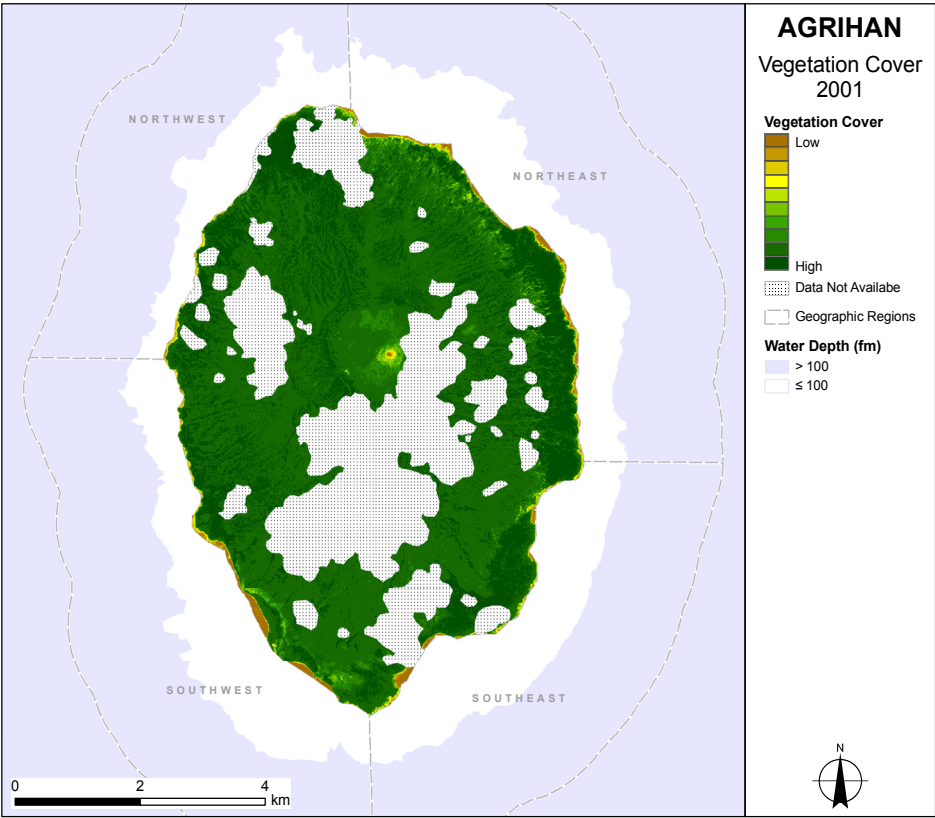 AGRIHAN
Vegetation Cover
2001
Vegetation Cover
Low
High
Data Not Availabe
Geographic Regions
Water Depth (fm)
> 100
≤ 100
NORTHWEST
NORTHEAST
SOUTHWEST
SOUTHEAST
0 2 4
km
N